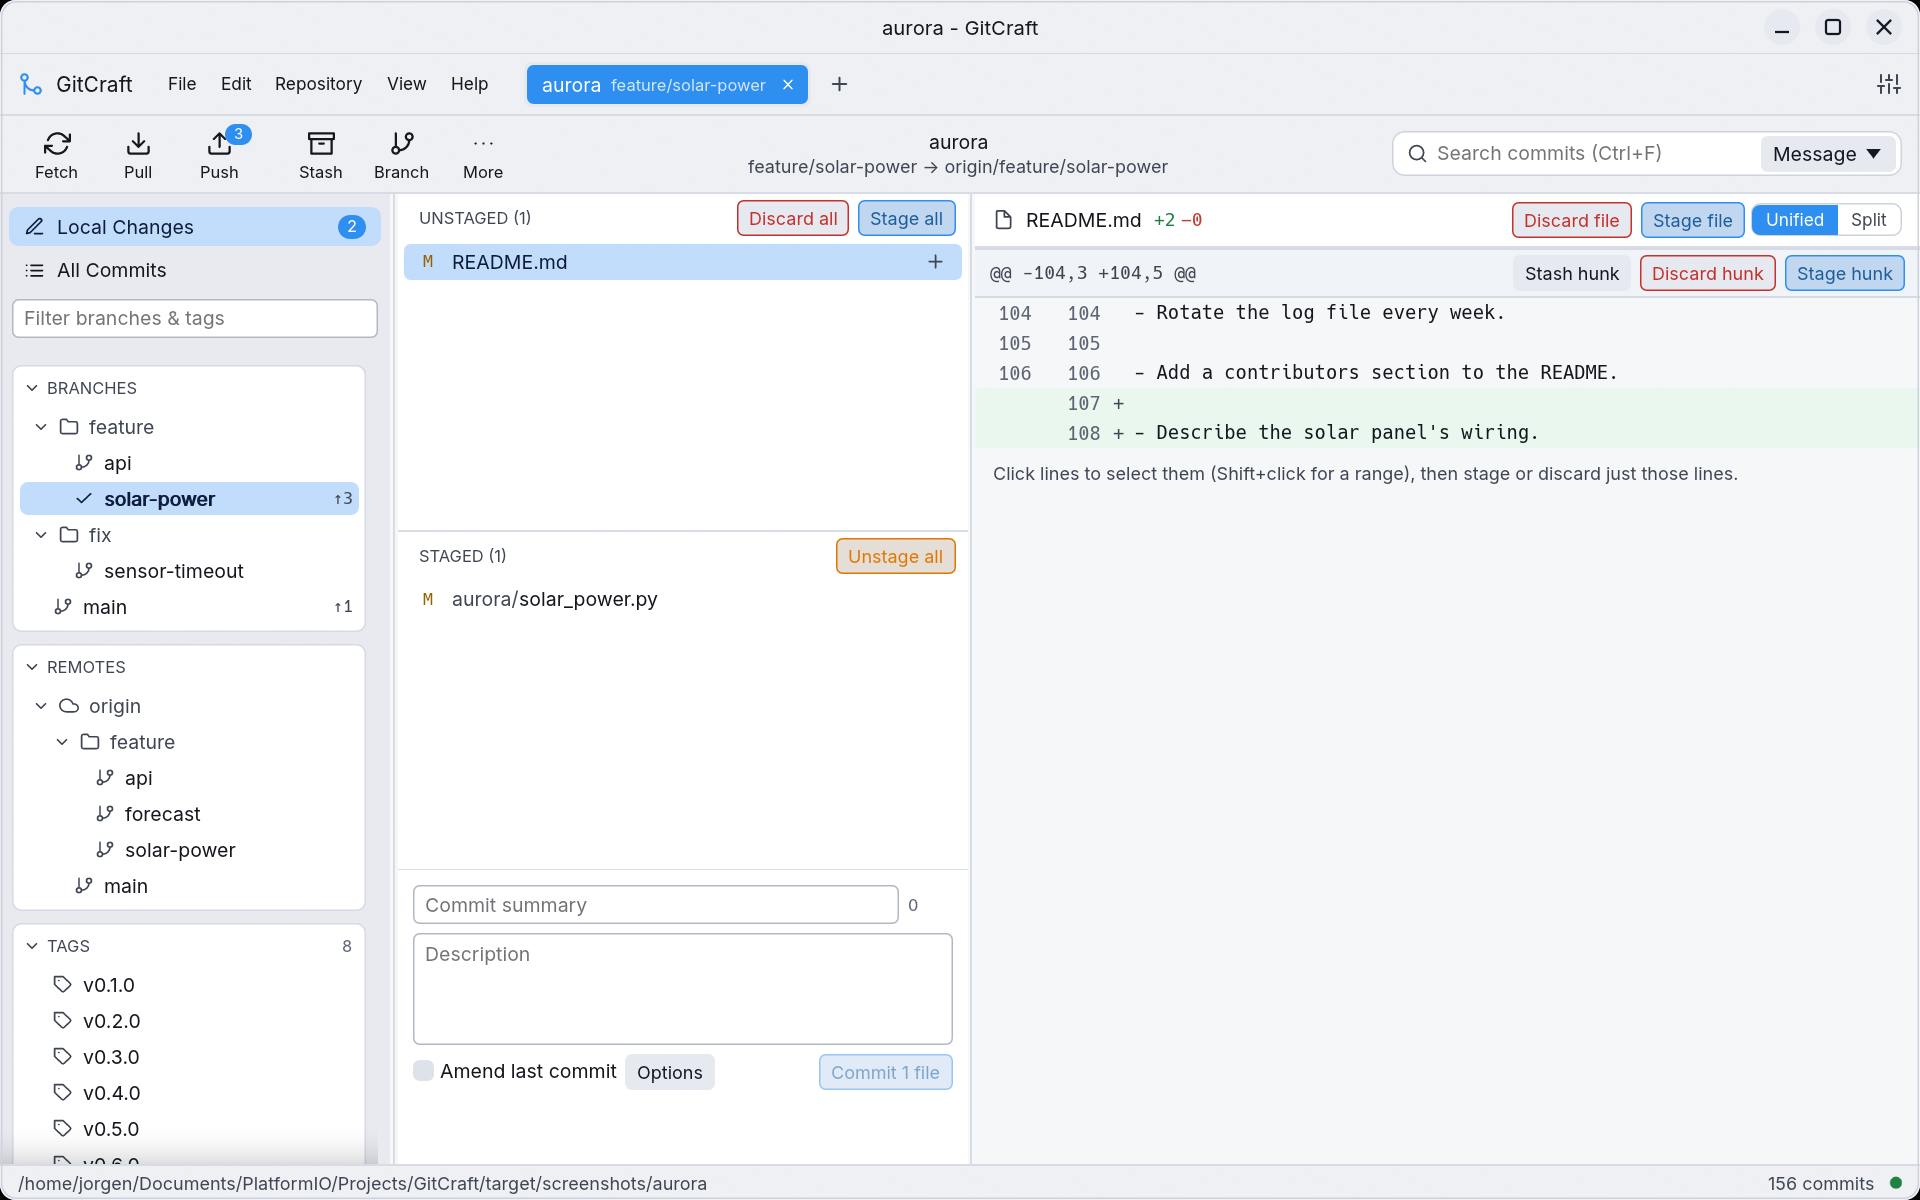 aurora - GitCraft
GitCraft File Edit Repository View Help aurora feature/solar-power × +
Fetch Pull Push 3 Stash Branch More
aurora
feature/solar-power → origin/feature/solar-power
Search commits (Ctrl+F) Message ▼
Local Changes 2
All Commits
Filter branches & tags
BRANCHES
feature
api
solar-power ↑3
fix
sensor-timeout
main ↑1
REMOTES
origin
feature
api
forecast
solar-power
main
TAGS 8
v0.1.0
v0.2.0
v0.3.0
v0.4.0
v0.5.0
v0.6.0
UNSTAGED (1) Discard all Stage all
M README.md +
STAGED (1) Unstage all
M aurora/solar_power.py
Commit summary 0
Description
Amend last commit Options Commit 1 file
README.md +2 −0 Discard file Stage file Unified Split
@@ -104,3 +104,5 @@ Stash hunk Discard hunk Stage hunk
104 104 - Rotate the log file every week.
105 105
106 106 - Add a contributors section to the README.
107 +
108 + - Describe the solar panel's wiring.
Click lines to select them (Shift+click for a range), then stage or discard just those lines.
/home/jorgen/Documents/PlatformIO/Projects/GitCraft/target/screenshots/aurora 156 commits